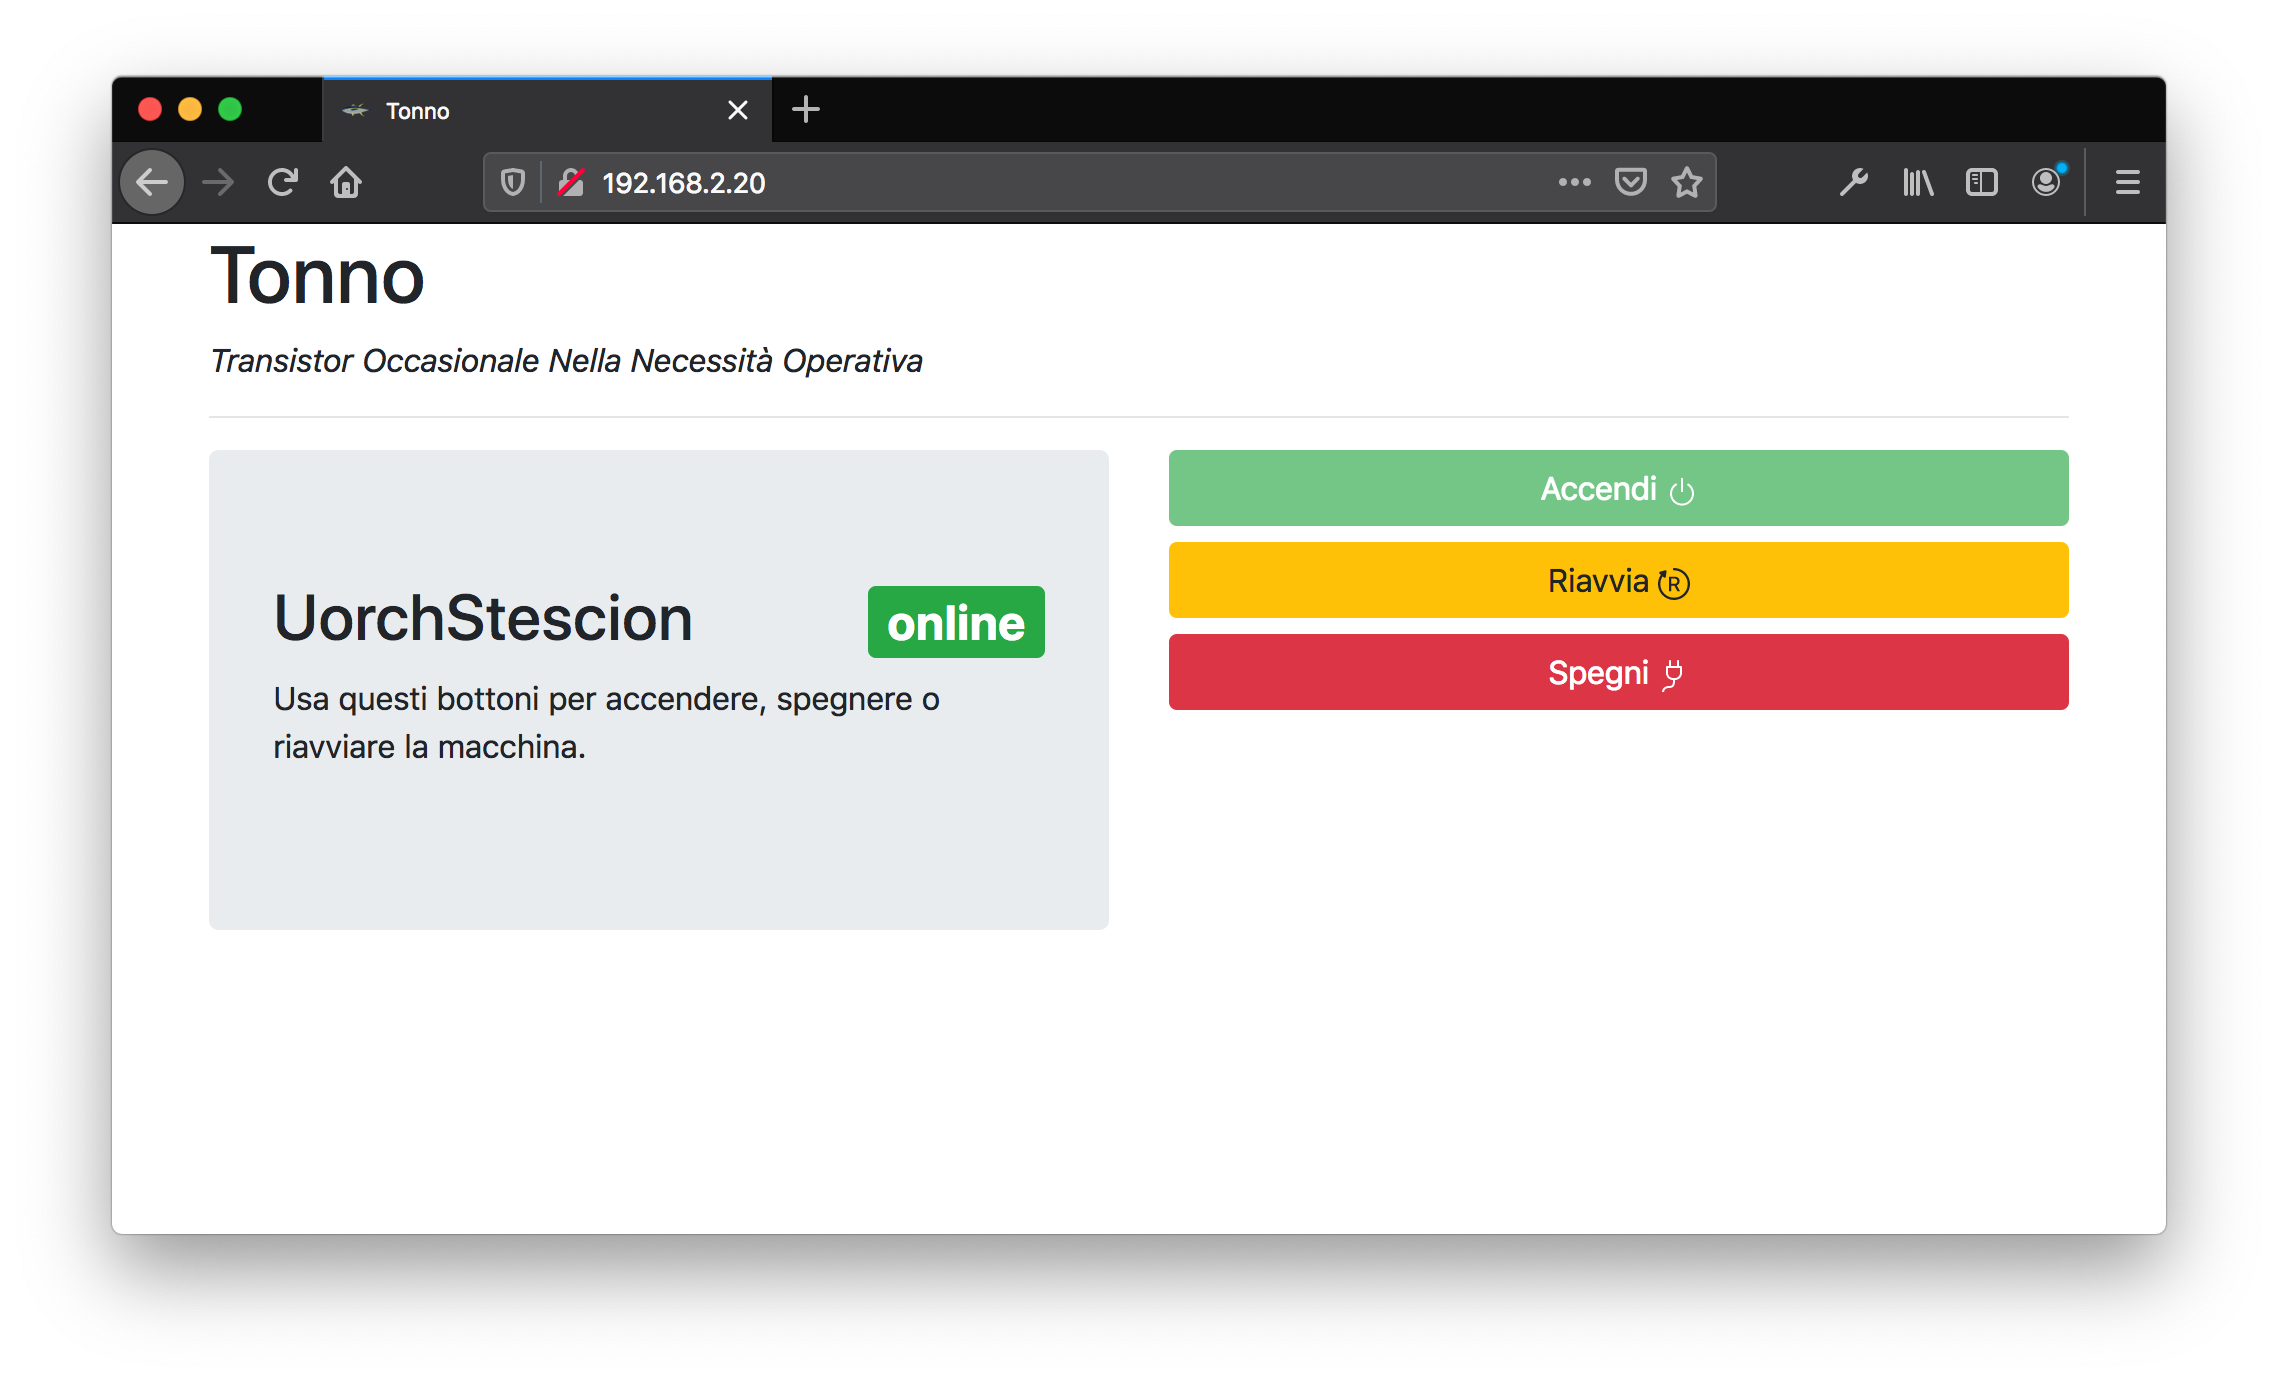 Tonno
192.168.2.20
Tonno
Transistor Occasionale Nella Necessità Operativa
UorchStescion
online
Usa questi bottoni per accendere, spegnere o
riavviare la macchina.
Accendi
Riavvia R
Spegni